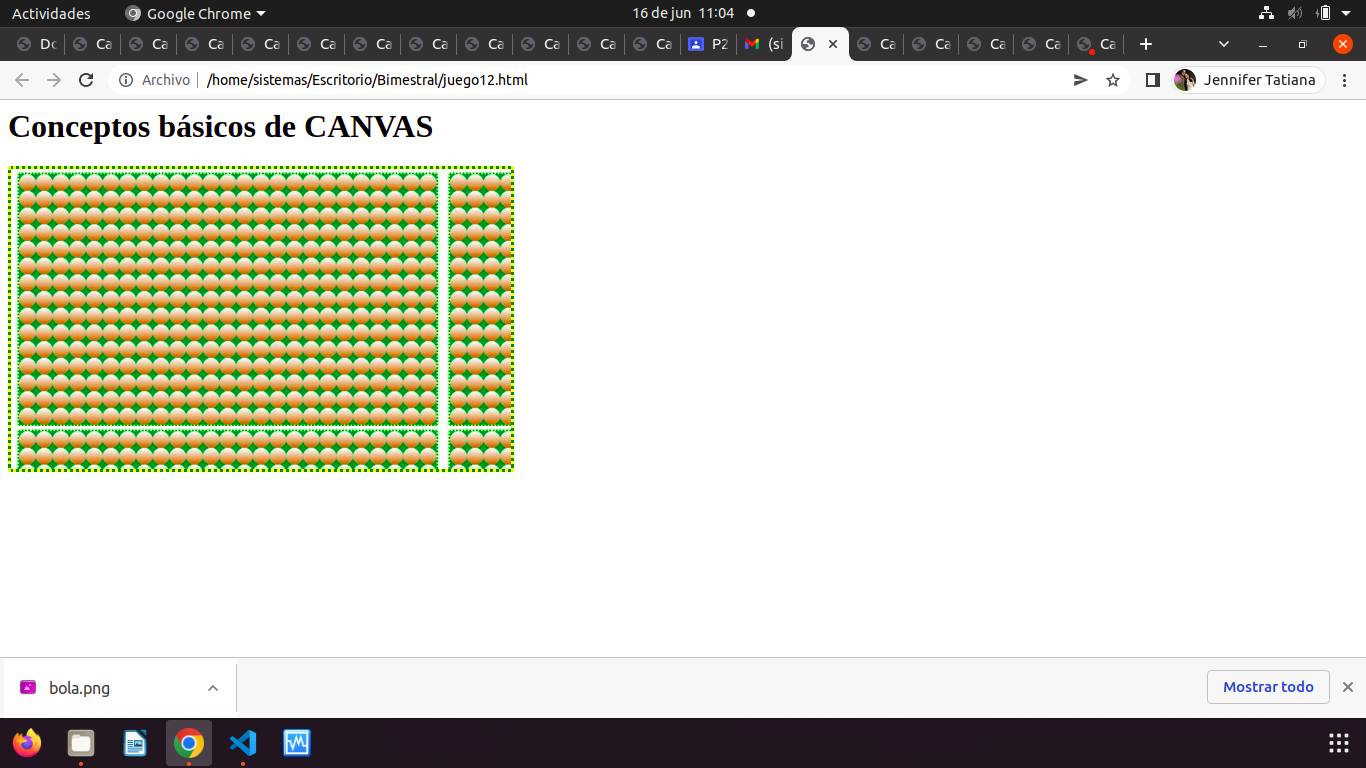 Actividades Google Chrome 16 de jun 11:04
Do Ca Ca Ca Ca Ca Ca Ca Ca Ca Ca Ca P2 (si Ca Ca Ca Ca Ca
Archivo /home/sistemas/Escritorio/Bimestral/juego12.html Jennifer Tatiana
Conceptos básicos de CANVAS
bola.png Mostrar todo